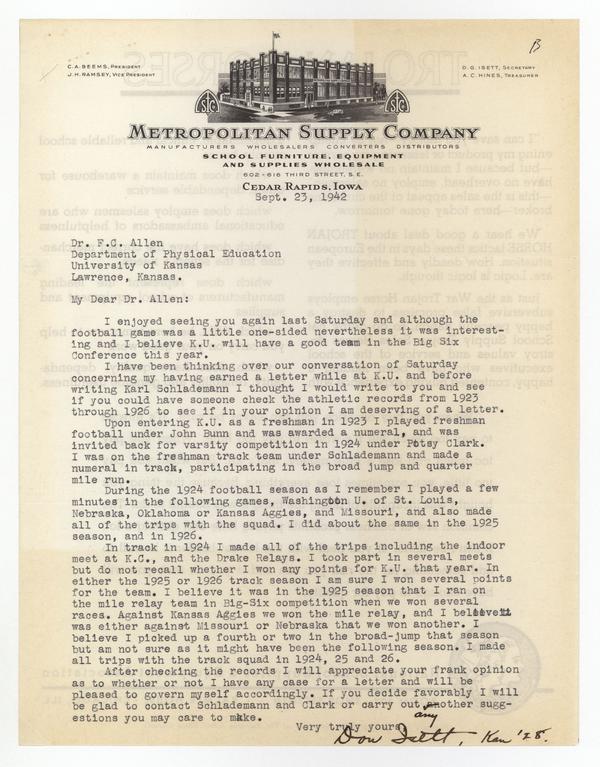 B
C.A. BEEMS, PRESIDENT
J.H. RAMSEY, VICE PRESIDENT
D.G. ISETT, SECRETARY
A.C. HINES, TREASURER
METROPOLITAN SUPPLY COMPANY
MANUFACTURERS WHOLESALERS CONVERTERS DISTRIBUTORS
SCHOOL FURNITURE, EQUIPMENT
AND SUPPLIES WHOLESALE
602-616 THIRD STREET, S.E.
CEDAR RAPIDS, IOWA
Sept. 23, 1942
Dr. F.C. Allen
Department of Physical Education
University of Kansas
Lawrence, Kansas.
My Dear Dr. Allen:
I enjoyed seeing you again last Saturday and although the
football game was a little one-sided nevertheless it was interest-
ing and I believe K.U. will have a good team in the Big Six
Conference this year.
I have been thinking over our conversation of Saturday
concerning my having earned a letter while at K.U. and before
writing Karl Schlademann I thought I would write to you and see
if you could have someone check the athletic records from 1923
through 1926 to see if in your opinion I am deserving of a letter.
Upon entering K.U. as a freshman in 1923 I played freshman
football under John Bunn and was awarded a numeral, and was
invited back for varsity competition in 1924 under Potsy Clark.
I was on the freshman track team under Schlademann and made a
numeral in track, participating in the broad jump and quarter
mile run.
During the 1924 football season as I remember I played a few
minutes in the following games, Washington U. of St. Louis,
Nebraska, Oklahoma or Kansas Aggies, and Missouri, and also made
all of the trips with the squad. I did about the same in the 1925
season, and in 1926.
In track in 1924 I made all of the trips including the indoor
meet at K.C., and the Drake Relays. I took part in several meets
but do not recall whether I won any points for K.U. that year. In
either the 1925 or 1926 track season I am sure I won several points
for the team. I believe it was in the 1925 season that I ran on
the mile relay team in Big-Six competition when we won several
races. Against Kansas Aggies we won the mile relay, and I believe it
was either against Missouri or Nebraska that we won another. I
believe I picked up a fourth or two in the broad-jump that season
but am not sure as it might have been the following season. I made
all trips with the track squad in 1924, 25 and 26.
After checking the records I will appreciate your frank opinion
as to whether or not I have any case for a letter and will be
pleased to govern myself accordingly. If you decide favorably I will
be glad to contact Schlademann and Clark or carry out another sugg-
any
estions you may care to make.
Very truly yours
Don Isett, Kan '28.